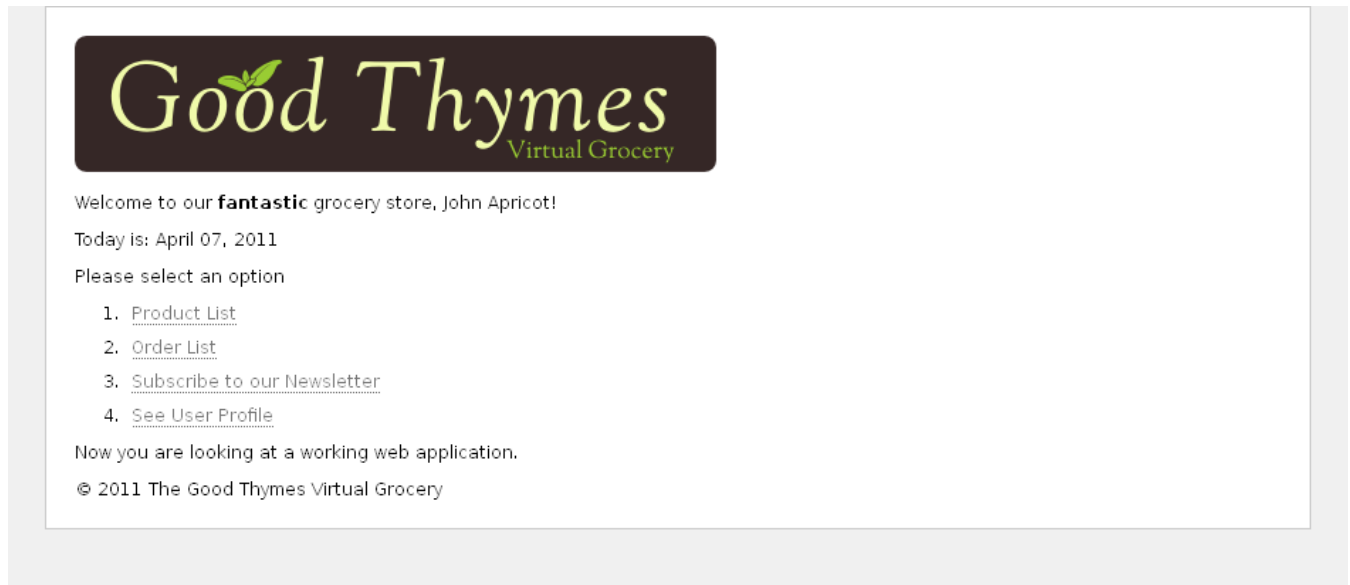 Good Thymes
Virtual Grocery
Welcome to our fantastic grocery store, John Apricot!
Today is: April 07, 2011
Please select an option
1. Product List
2. Order List
3. Subscribe to our Newsletter
4. See User Profile
Now you are looking at a working web application.
© 2011 The Good Thymes Virtual Grocery